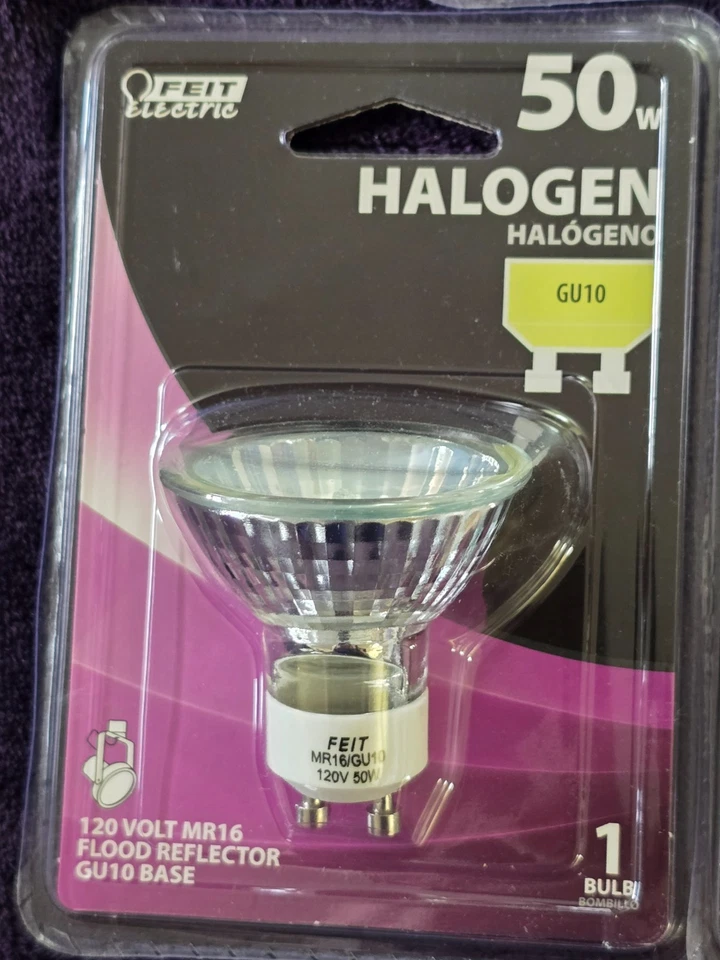 FEIT
Electric
50 W
HALOGEN
HALÓGENO
GU10
FEIT
MR16/GU10
120V 50W
120 VOLT MR16
FLOOD REFLECTOR
GU10 BASE
1
BULB
BOMBILLO